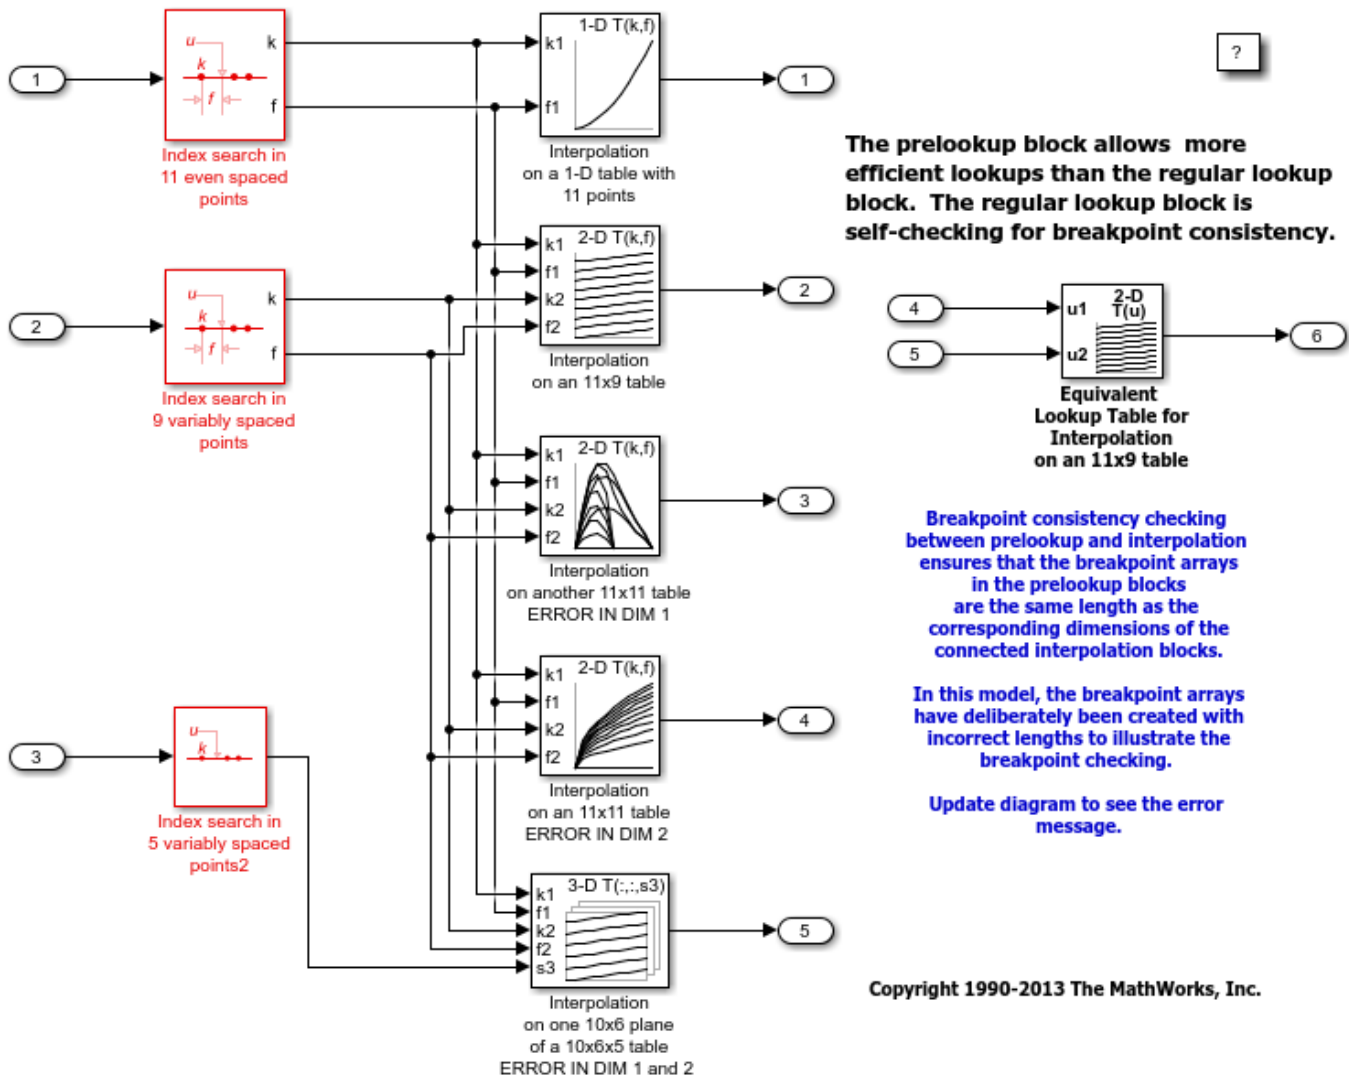 1
u
k
f
k
f
Index search in
11 even spaced
points
1-D T(k,f)
k1
f1
Interpolation
on a 1-D table with
11 points
1
?
The prelookup block allows  more
efficient lookups than the regular lookup
block.  The regular lookup block is
self-checking for breakpoint consistency.
2
u
k
f
k
f
Index search in
9 variably spaced
points
2-D T(k,f)
k1
f1
k2
f2
Interpolation
on an 11x9 table
2
4
5
u1
u2
2-D
T(u)
6
Equivalent
Lookup Table for
Interpolation
on an 11x9 table
2-D T(k,f)
k1
f1
k2
f2
Interpolation
on another 11x11 table
ERROR IN DIM 1
3
Breakpoint consistency checking
between prelookup and interpolation
ensures that the breakpoint arrays
in the prelookup blocks
are the same length as the
corresponding dimensions of the
connected interpolation blocks.
In this model, the breakpoint arrays
have deliberately been created with
incorrect lengths to illustrate the
breakpoint checking.
Update diagram to see the error
message.
2-D T(k,f)
k1
f1
k2
f2
Interpolation
on an 11x11 table
ERROR IN DIM 2
4
3
u
k
Index search in
5 variably spaced
points2
3-D T(:,:,s3)
k1
f1
k2
f2
s3
Interpolation
on one 10x6 plane
of a 10x6x5 table
ERROR IN DIM 1 and 2
5
Copyright 1990-2013 The MathWorks, Inc.